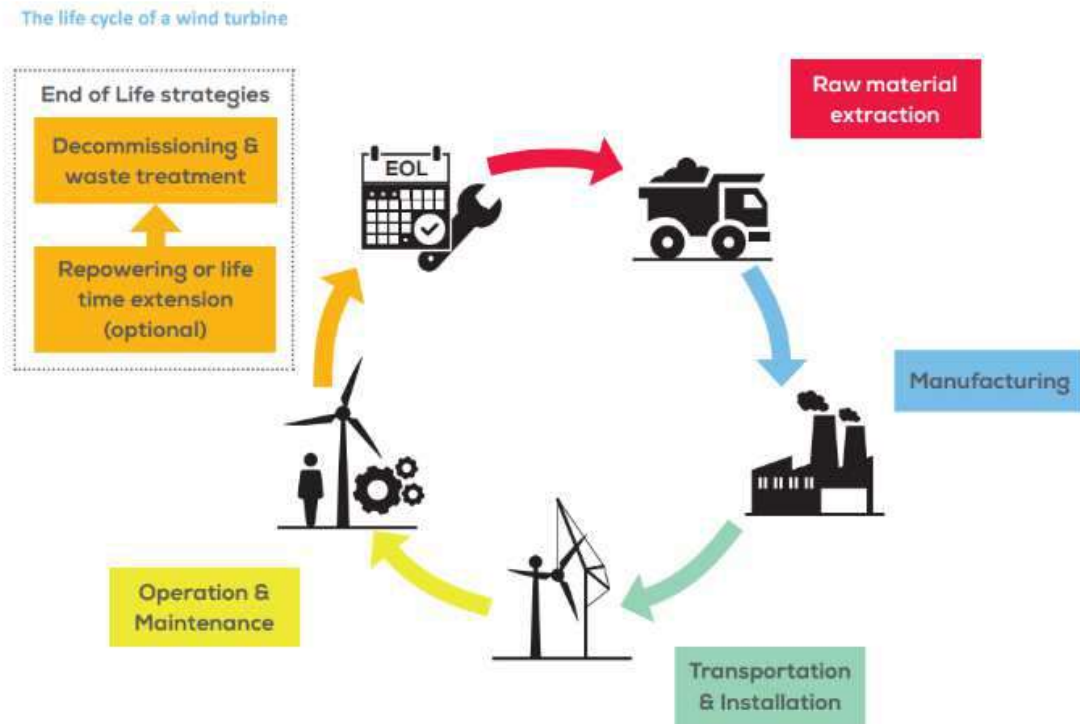 The life cycle of a wind turbine
End of Life strategies
Decommissioning &
waste treatment
Repowering or life
time extension
(optional)
EOL
Raw material
extraction
Manufacturing
Operation &
Maintenance
Transportation
& Installation